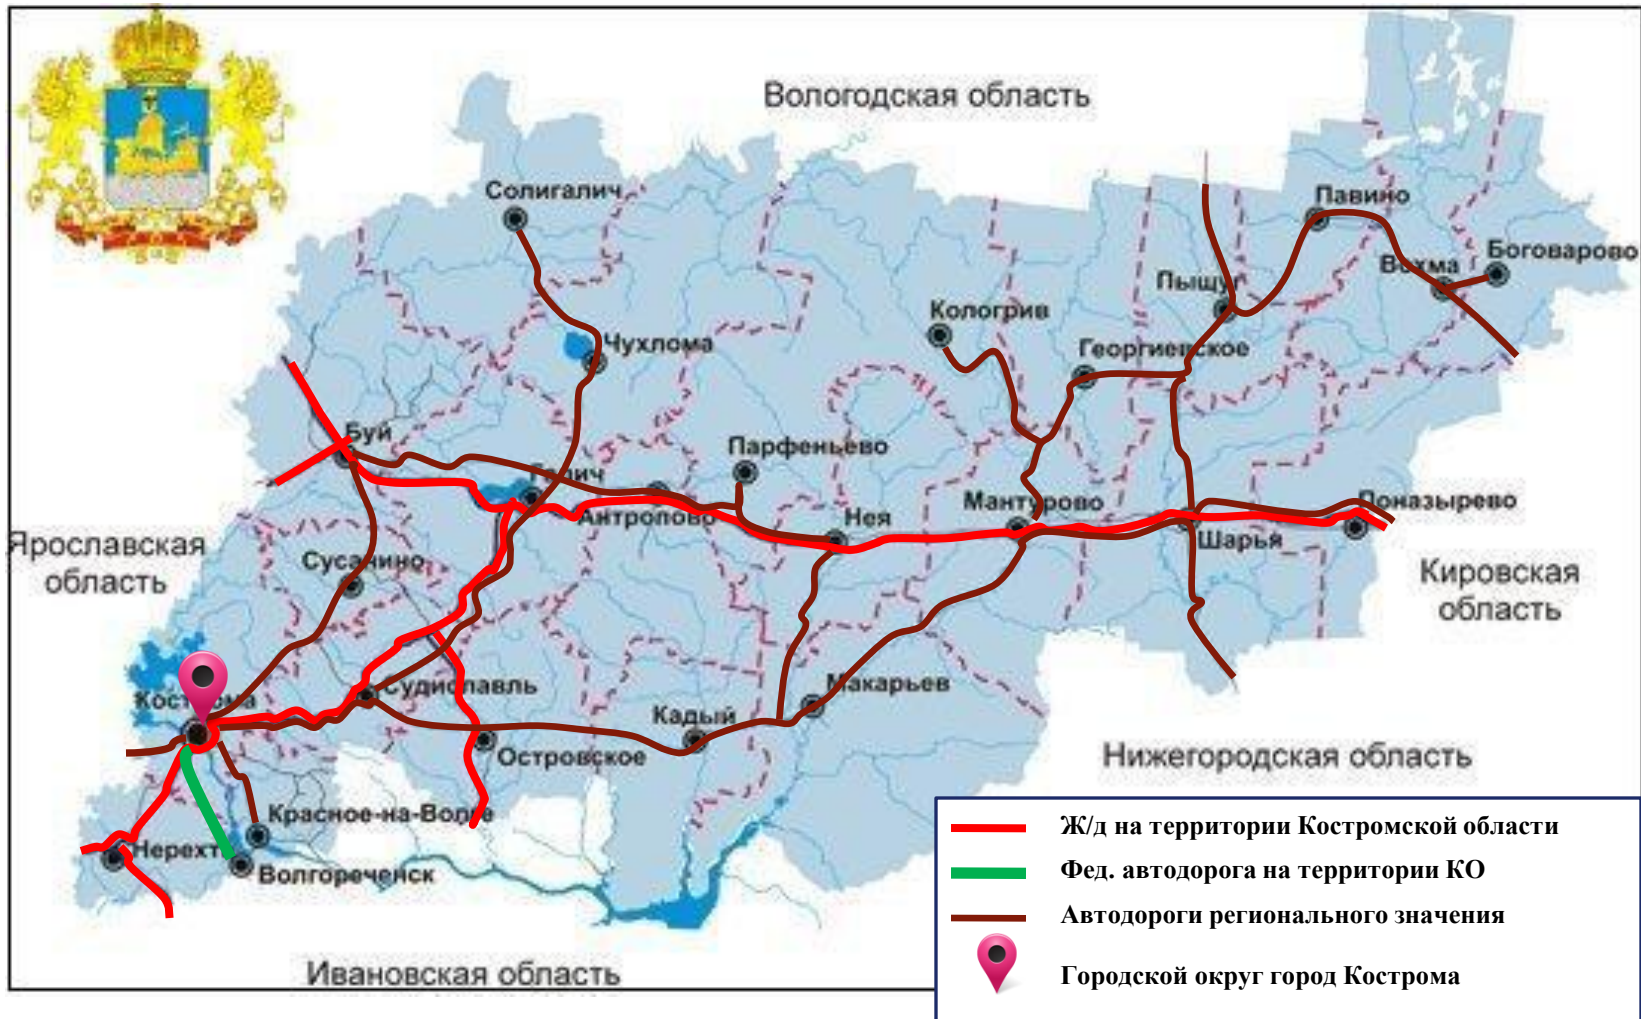 Вологодская область
Солигалич
Павино
Боговарово
Вохма
Пыщуг
Кологрив
Чухлома
Георгиевское
Буй
Парфеньево
Галич
Антропово
Мантурово
Поназырево
Нея
Шарья
Ярославская
область
Сусанино
Кировская
область
Судиславль
Макарьев
Кострома
Кадый
Островское
Нижегородская область
Красное-на-Волге
Нерехта
Волгореченск
Ивановская область
Ж/д на территории Костромской области
Фед. автодорога на территории КО
Автодороги регионального значения
Городской округ город Кострома